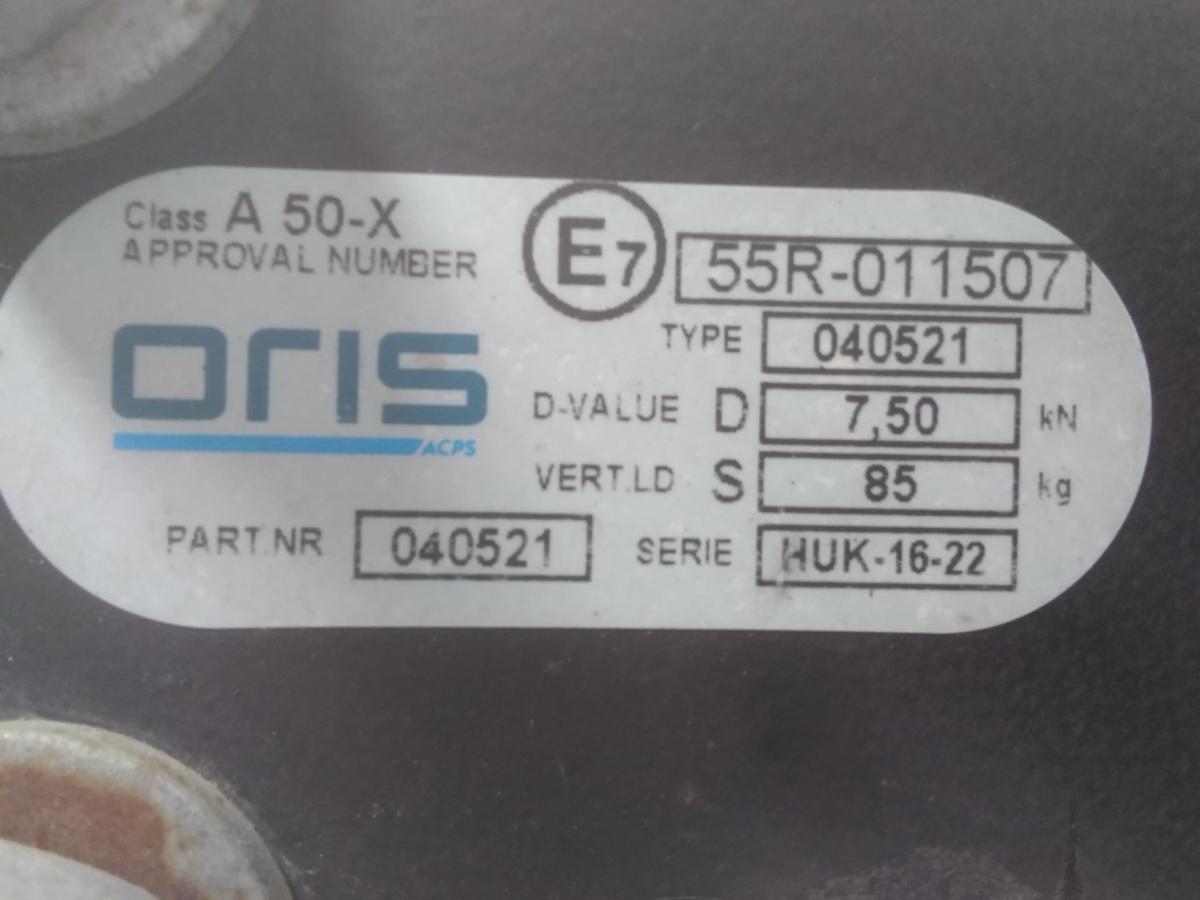 Class A 50-X
APPROVAL NUMBER
E7 55R-011507
oris
ACPS
TYPE 040521
D-VALUE D 7,50 kN
VERT.LD S 85 kg
PART.NR 040521 SERIE HUK-16-22